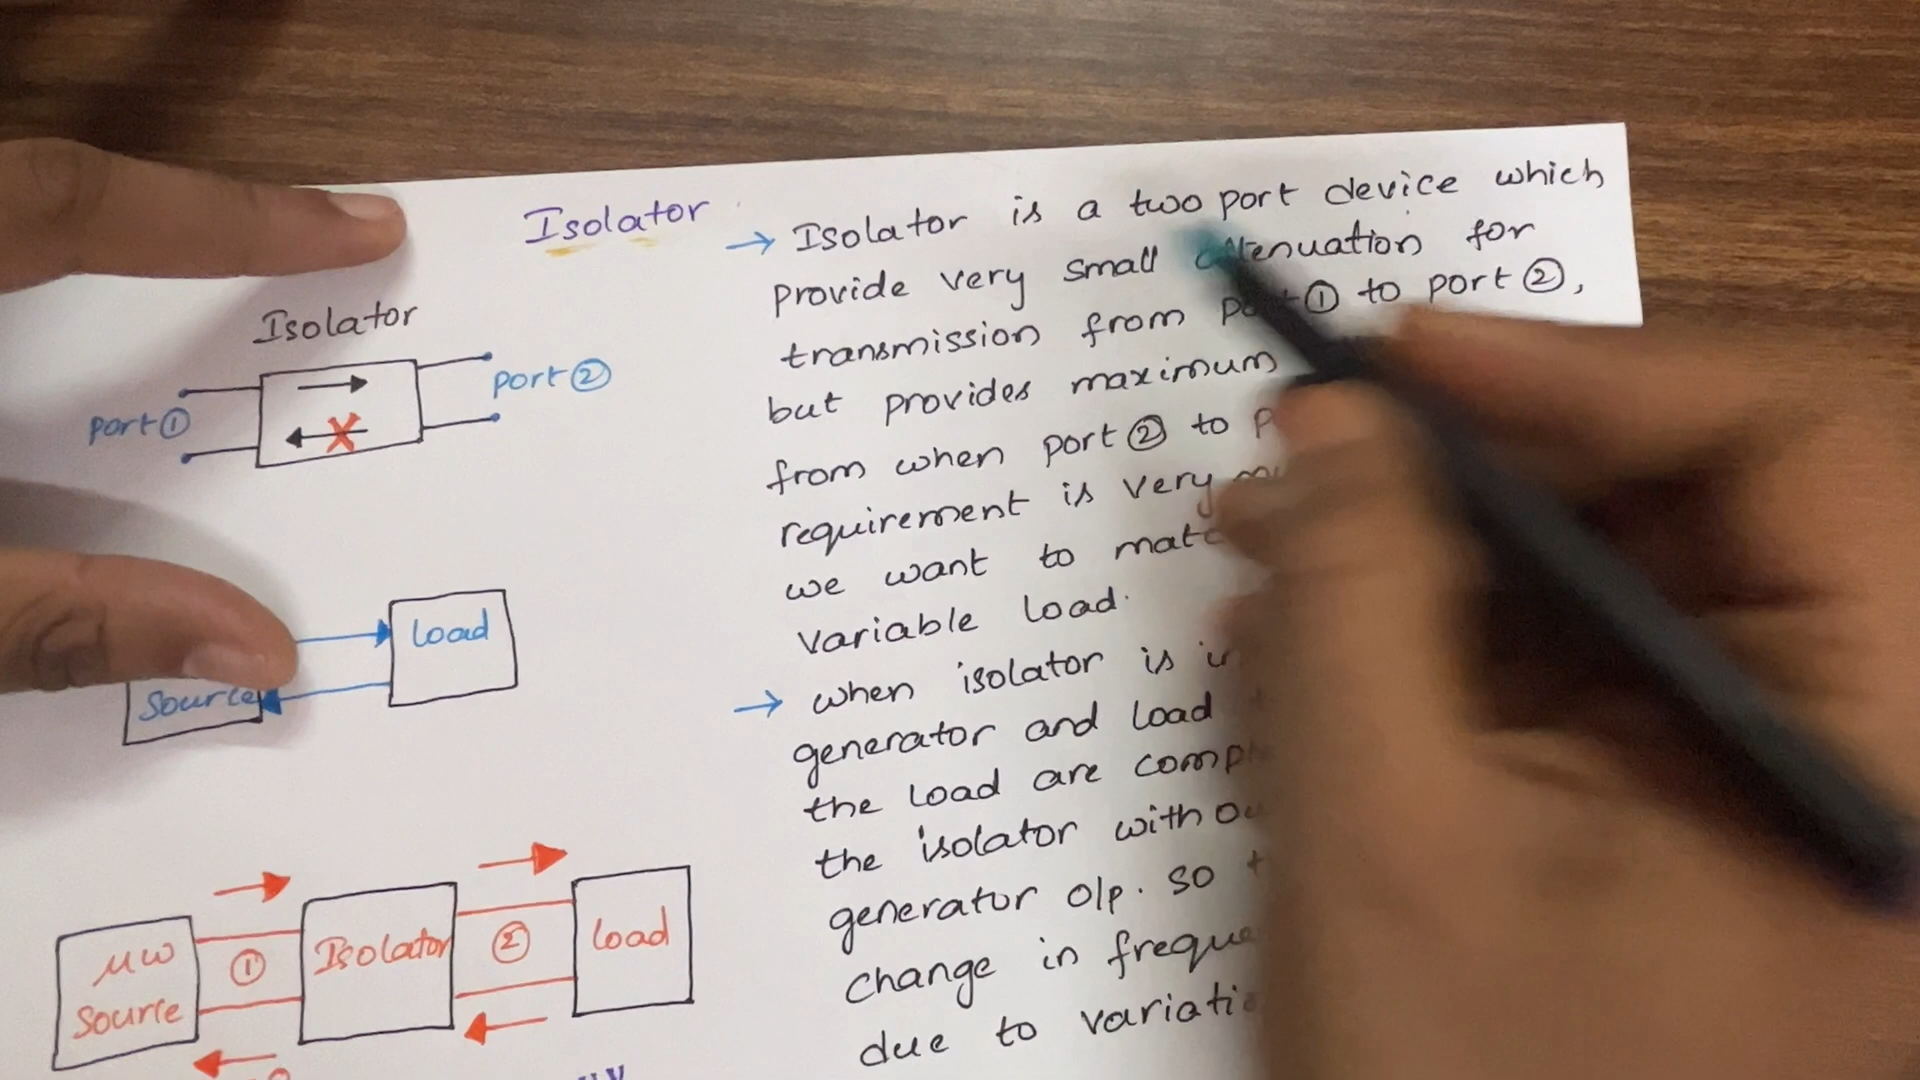 Isolator
Isolator
port ①
port ②
Load
Source
μw
Source
①
Isolator
②
Load
→ Isolator is a two port device which
provide very small attenuation for
transmission from port ① to port ②,
but provides maximum
from when port ② to
requirement is very
we want to
variable load.
→ when isolator is
generator and load
the load are
the isolator
generator o/p. so
change in
due to